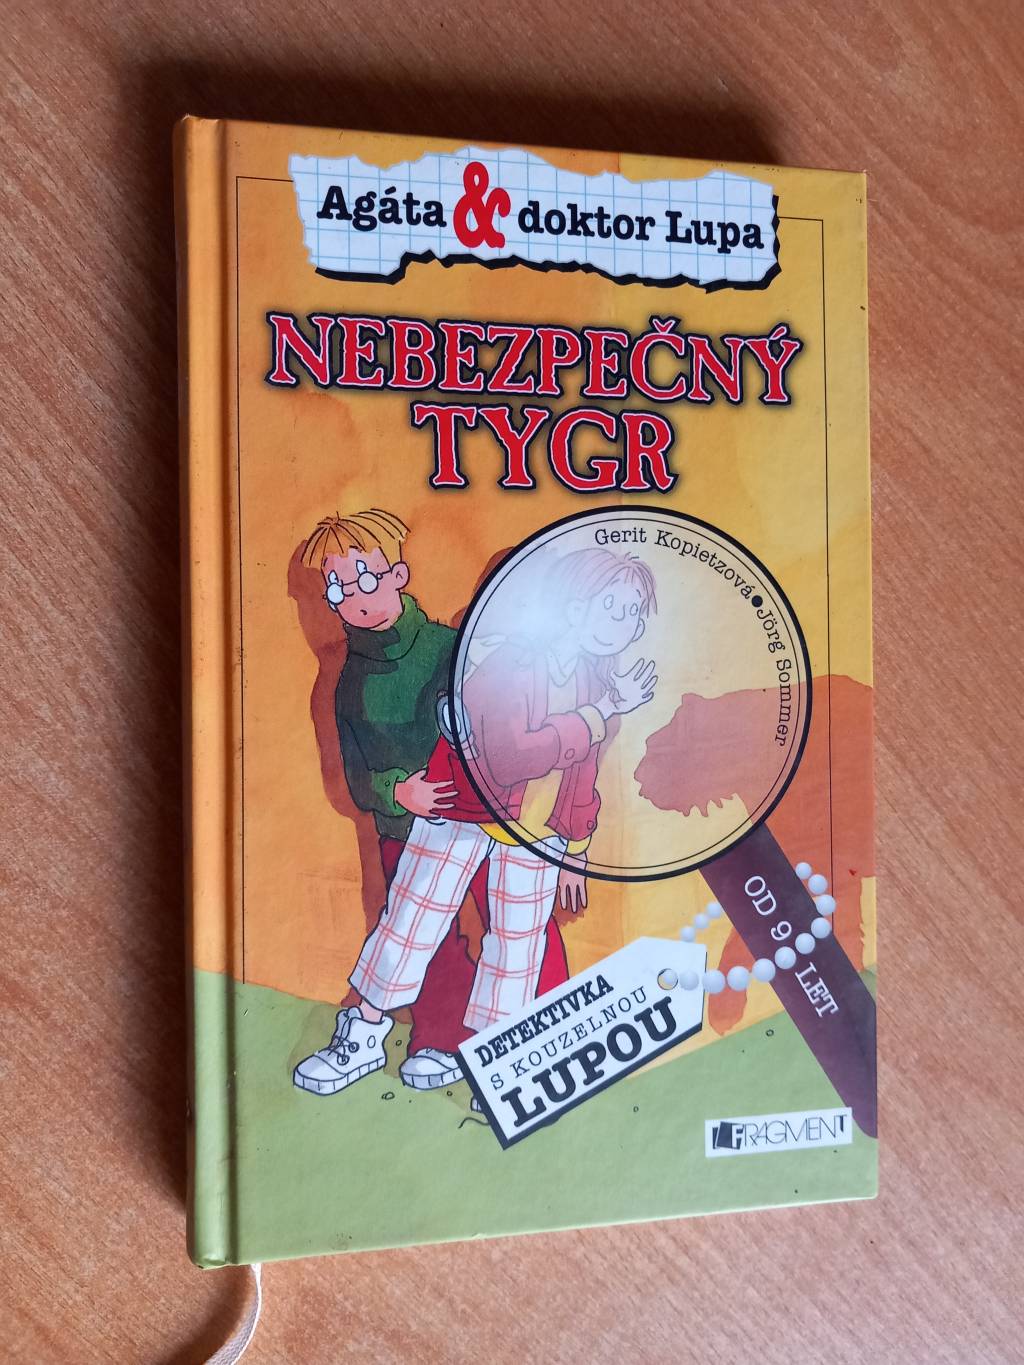 Agáta & doktor Lupa
NEBEZPEČNÝ
TYGR
Gerit Kopietzová • Jörg Sommer
OD 9 LET
DETEKTIVKA
S KOUZELNOU
LUPOU
FRAGMENT